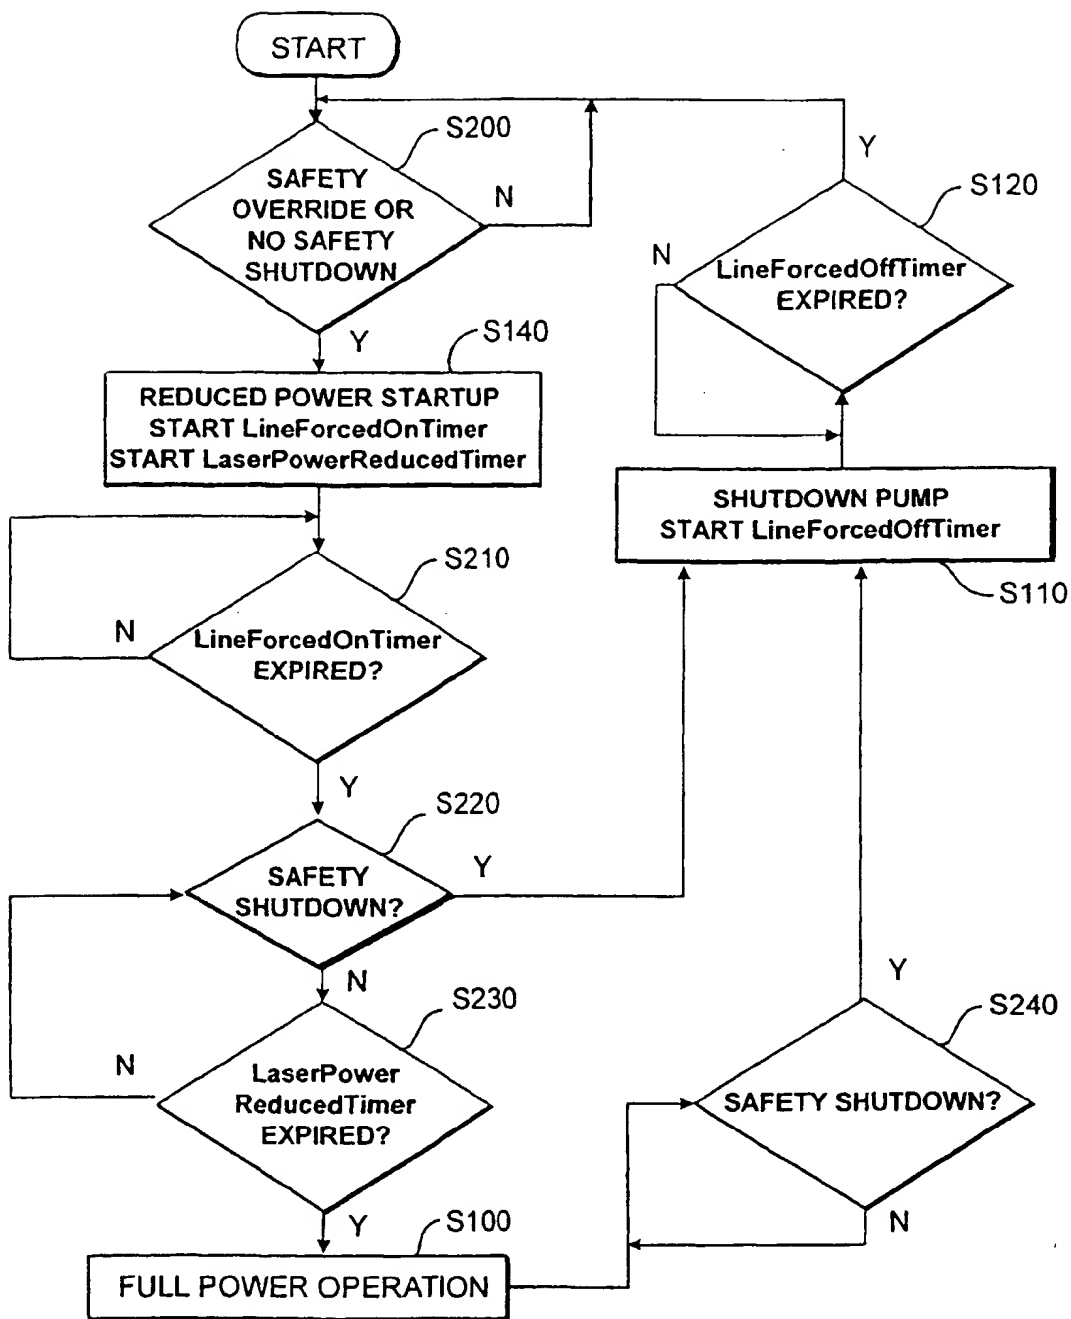 START
S200
SAFETY
OVERRIDE OR
NO SAFETY
SHUTDOWN
N
Y
S140
REDUCED POWER STARTUP
START LineForcedOnTimer
START LaserPowerReducedTimer
S210
LineForcedOnTimer
EXPIRED?
N
Y
S220
SAFETY
SHUTDOWN?
Y
N
S230
LaserPower
ReducedTimer
EXPIRED?
N
Y
S100
FULL POWER OPERATION
Y
S120
LineForcedOffTimer
EXPIRED?
N
SHUTDOWN PUMP
START LineForcedOffTimer
S110
Y
S240
SAFETY SHUTDOWN?
N